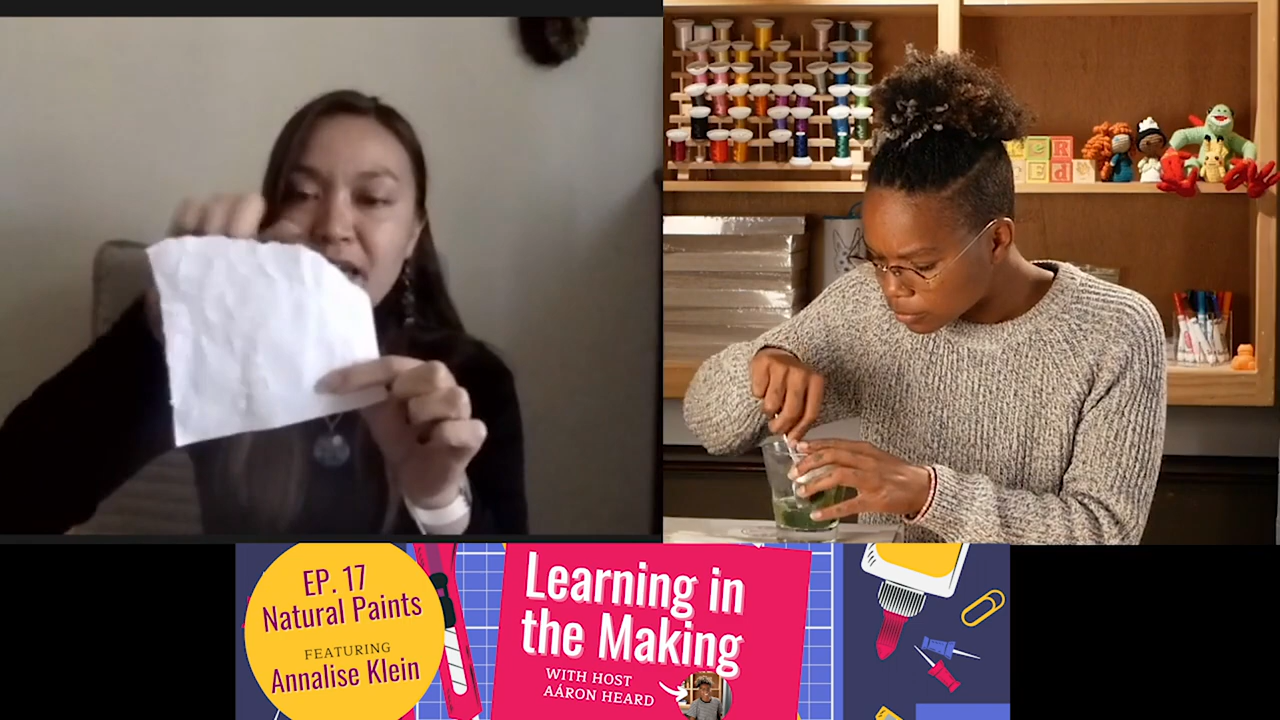 EP. 17
Natural Paints
FEATURING
Annalise Klein
Learning in
the Making
WITH HOST
AÁRON HEARD